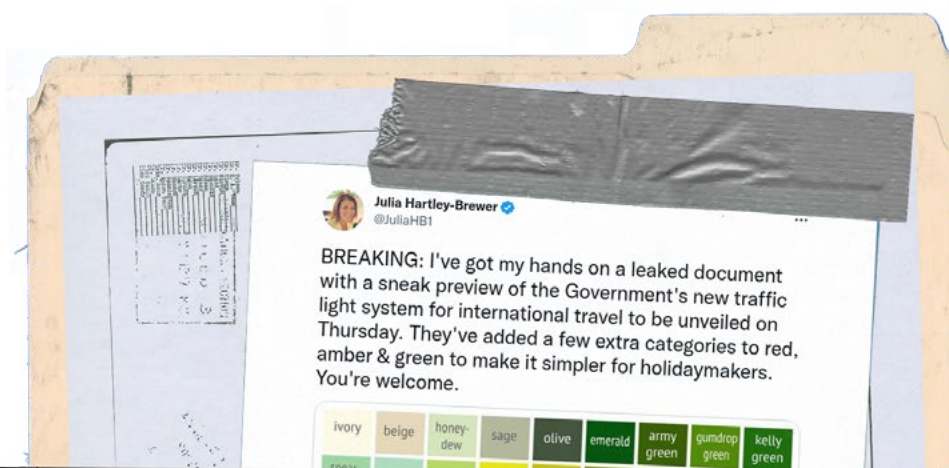 Julia Hartley-Brewer
@JuliaHB1
BREAKING: I've got my hands on a leaked document
with a sneak preview of the Government's new traffic
light system for international travel to be unveiled on
Thursday. They've added a few extra categories to red,
amber & green to make it simpler for holidaymakers.
You're welcome.
ivory beige honey-
dew sage olive emerald army
green gumdrop
green kelly
green